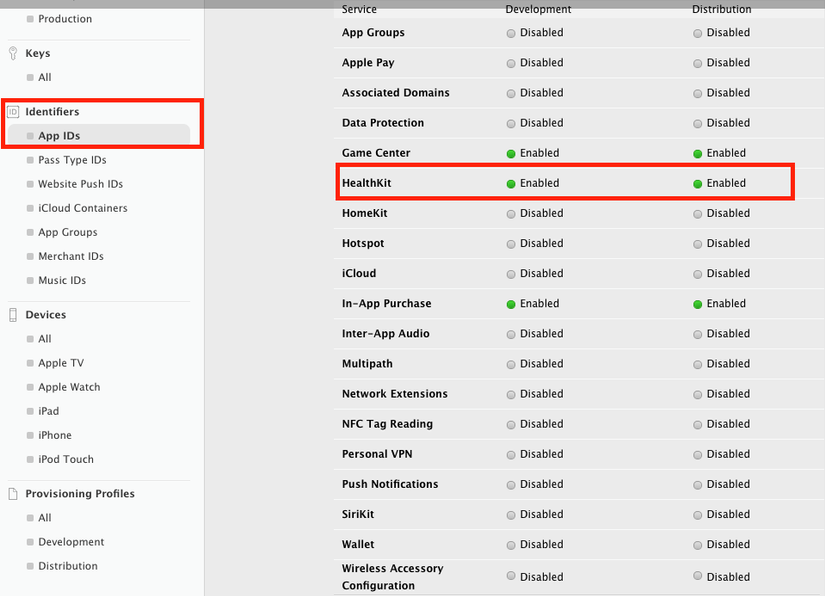 Production
Keys
All
ID Identifiers
App IDs
Pass Type IDs
Website Push IDs
iCloud Containers
App Groups
Merchant IDs
Music IDs
Devices
All
Apple TV
Apple Watch
iPad
iPhone
iPod Touch
Provisioning Profiles
All
Development
Distribution
Service Development Distribution
App Groups Disabled Disabled
Apple Pay Disabled Disabled
Associated Domains Disabled Disabled
Data Protection Disabled Disabled
Game Center Enabled Enabled
HealthKit Enabled Enabled
HomeKit Disabled Disabled
Hotspot Disabled Disabled
iCloud Disabled Disabled
In-App Purchase Enabled Enabled
Inter-App Audio Disabled Disabled
Multipath Disabled Disabled
Network Extensions Disabled Disabled
NFC Tag Reading Disabled Disabled
Personal VPN Disabled Disabled
Push Notifications Disabled Disabled
SiriKit Disabled Disabled
Wallet Disabled Disabled
Wireless Accessory
Configuration Disabled Disabled